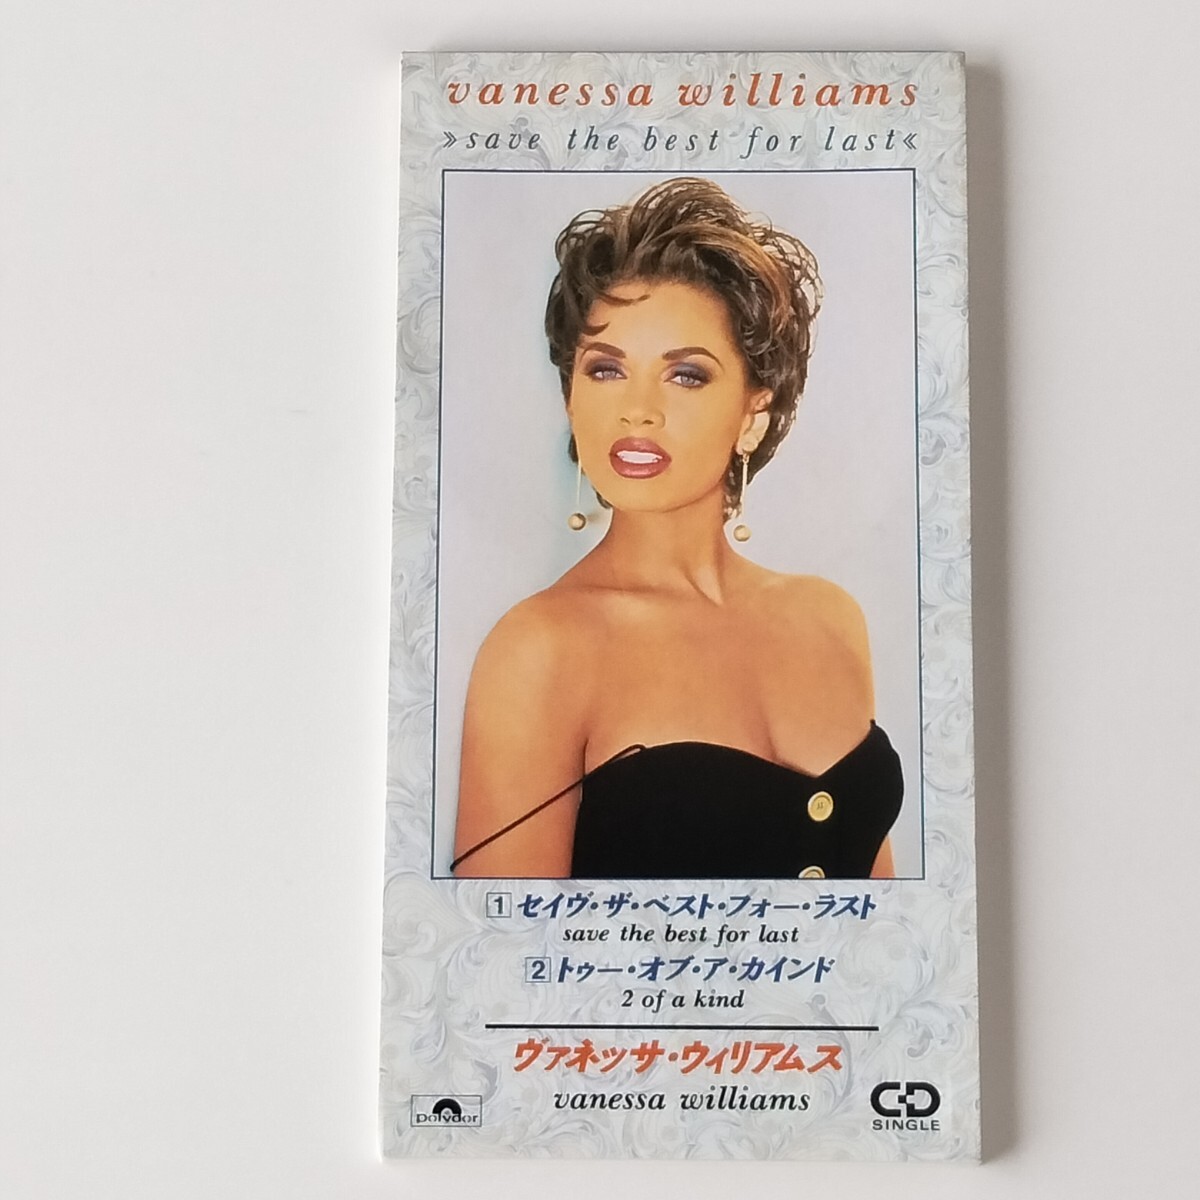 vanessa williams
»save the best for last«
1 セイヴ・ザ・ベスト・フォー・ラスト
save the best for last
2 トゥー・オブ・ア・カインド
2 of a kind
ヴァネッサ・ウィリアムス
vanessa williams
polydor
CD
SINGLE